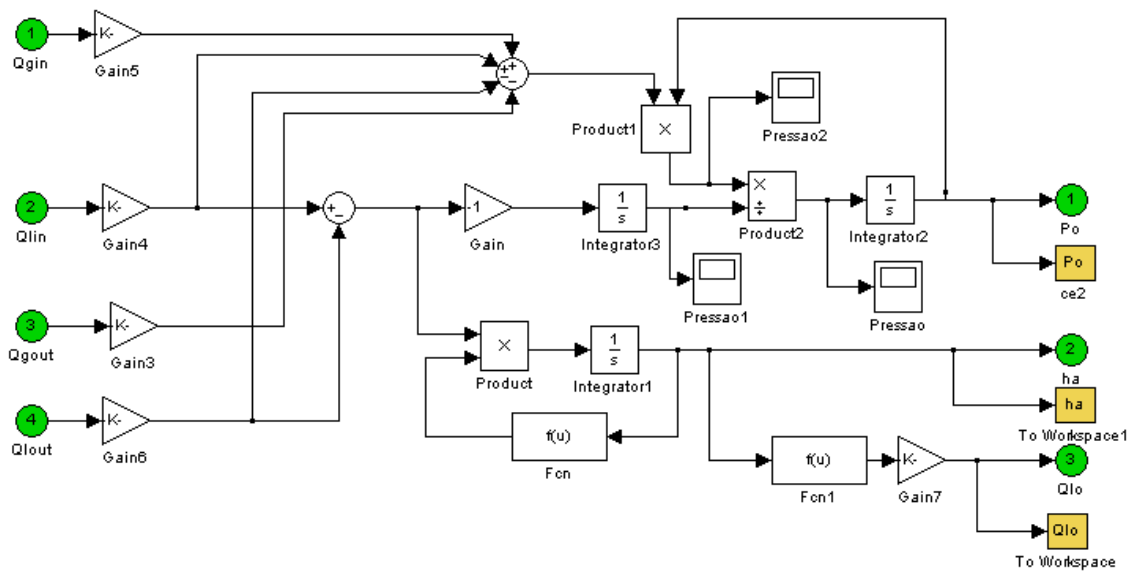 1
Qgin
K-
Gain5
+
+
+
-
-
Product1
×
Pressao2
2
Qlin
K-
Gain4
+
-
-1
Gain
1
s
Integrator3
×
÷
Product2
1
s
Integrator2
1
Po
Po
ce2
Pressao1
Pressao
3
Qgout
K-
Gain3
×
Product
1
s
Integrator1
2
ha
ha
To Workspace1
4
Qlout
K-
Gain6
f(u)
Fcn
f(u)
Fcn1
K-
Gain7
3
Qlo
Qlo
To Workspace